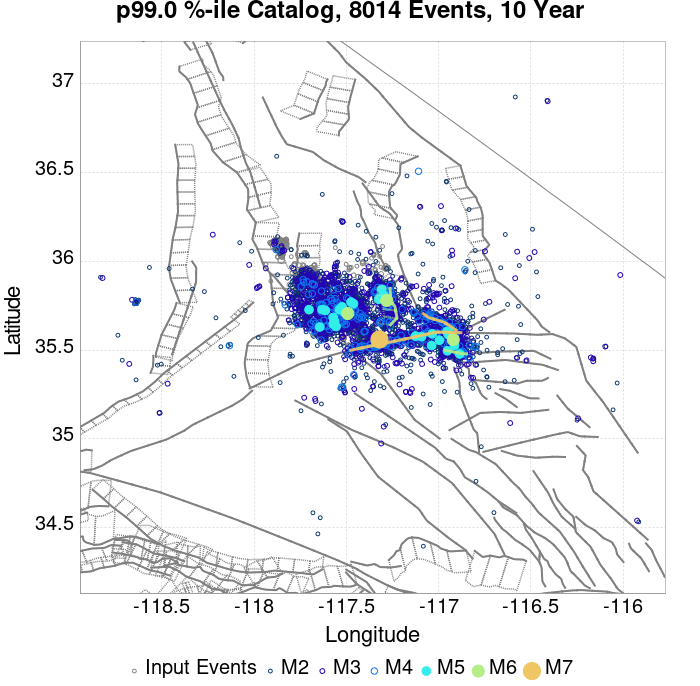 p99.0 %-ile Catalog, 8014 Events, 10 Year
37
36.5
36
35.5
35
34.5
Latitude
-118.5 -118 -117.5 -117 -116.5 -116
Longitude
Input Events M2 M3 M4 M5 M6 M7